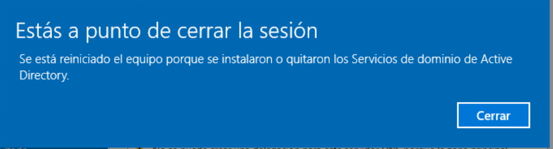 Estás a punto de cerrar la sesión
Se está reiniciado el equipo porque se instalaron o quitaron los Servicios de dominio de Active
Directory.
Cerrar